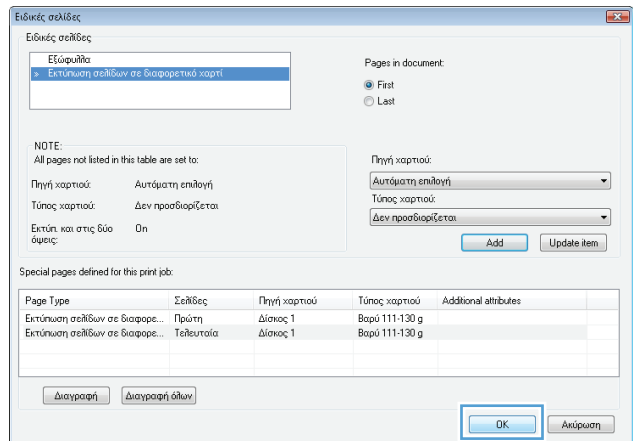 Ειδικές σελίδες
Ειδικές σελίδες
Εξώφυλλα
» Εκτύπωση σελίδων σε διαφορετικό χαρτί
Pages in document:
First
Last
NOTE:
All pages not listed in this table are set to:
Πηγή χαρτιού: Αυτόματη επιλογή
Τύπος χαρτιού: Δεν προσδιορίζεται
Εκτύπ. και στις δύο όψεις: On
Πηγή χαρτιού:
Αυτόματη επιλογή
Τύπος χαρτιού:
Δεν προσδιορίζεται
Add Update item
Special pages defined for this print job:
Page Type Σελίδες Πηγή χαρτιού Τύπος χαρτιού Additional attributes
Εκτύπωση σελίδων σε διαφορε... Πρώτη Δίσκος 1 Βαρύ 111-130 g
Εκτύπωση σελίδων σε διαφορε... Τελευταία Δίσκος 1 Βαρύ 111-130 g
Διαγραφή Διαγραφή όλων
OK Ακύρωση